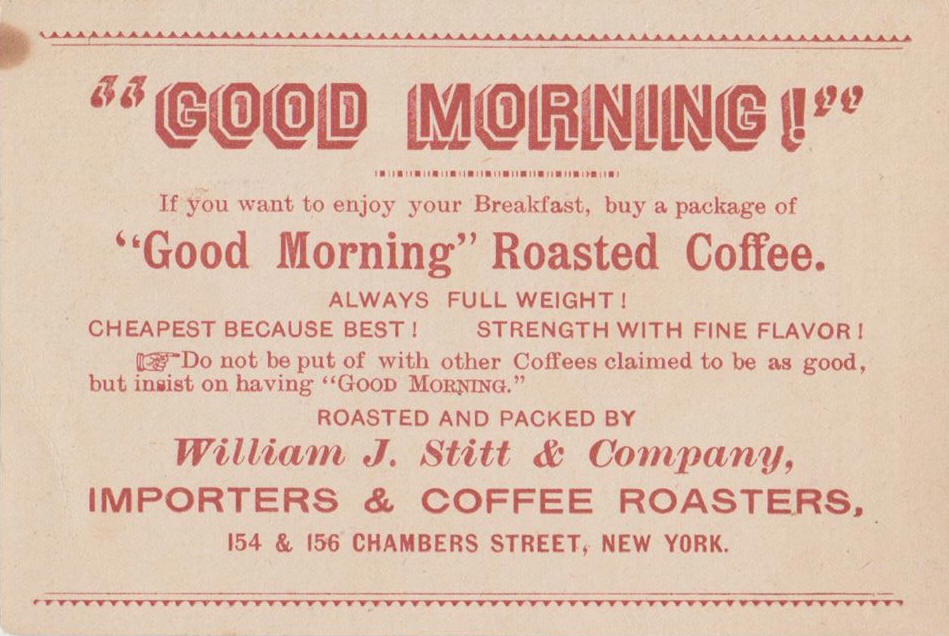 "GOOD MORNING!"
If you want to enjoy your Breakfast, buy a package of
"Good Morning" Roasted Coffee.
ALWAYS FULL WEIGHT!
CHEAPEST BECAUSE BEST! STRENGTH WITH FINE FLAVOR!
☞Do not be put of with other Coffees claimed to be as good,
but insist on having "GOOD MORNING."
ROASTED AND PACKED BY
William J. Stitt & Company,
IMPORTERS & COFFEE ROASTERS,
154 & 156 CHAMBERS STREET, NEW YORK.